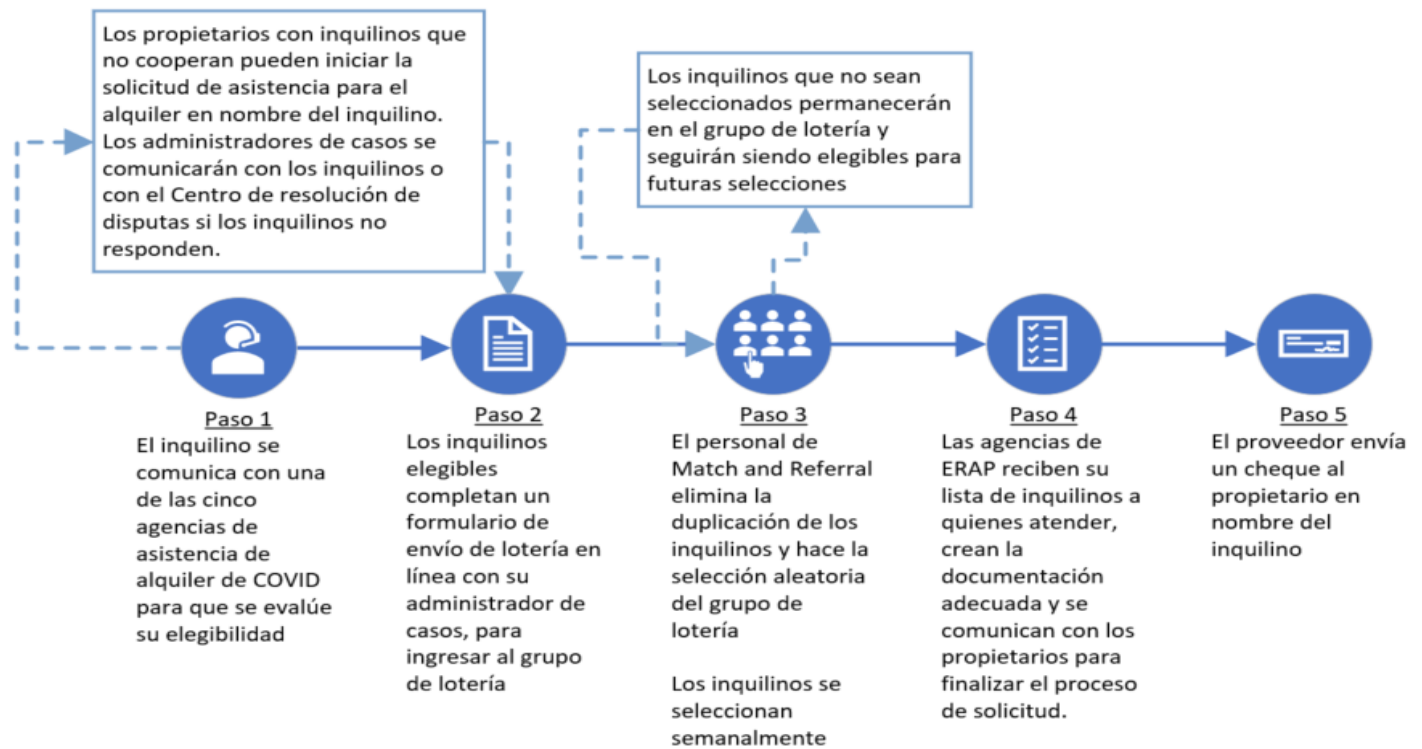 Los propietarios con inquilinos que
no cooperan pueden iniciar la
solicitud de asistencia para el
alquiler en nombre del inquilino.
Los administradores de casos se
comunicarán con los inquilinos o
con el Centro de resolución de
disputas si los inquilinos no
responden.
Los inquilinos que no sean
seleccionados permanecerán
en el grupo de lotería y
seguirán siendo elegibles para
futuras selecciones
Paso 1
El inquilino se
comunica con una
de las cinco
agencias de
asistencia de
alquiler de COVID
para que se evalúe
su elegibilidad
Paso 2
Los inquilinos
elegibles
completan un
formulario de
envío de lotería en
línea con su
administrador de
casos, para
ingresar al grupo
de lotería
Paso 3
El personal de
Match and Referral
elimina la
duplicación de los
inquilinos y hace la
selección aleatoria
del grupo de
lotería
Los inquilinos se
seleccionan
semanalmente
Paso 4
Las agencias de
ERAP reciben su
lista de inquilinos a
quienes atender,
crean la
documentación
adecuada y se
comunican con los
propietarios para
finalizar el proceso
de solicitud.
Paso 5
El proveedor envía
un cheque al
propietario en
nombre del
inquilino